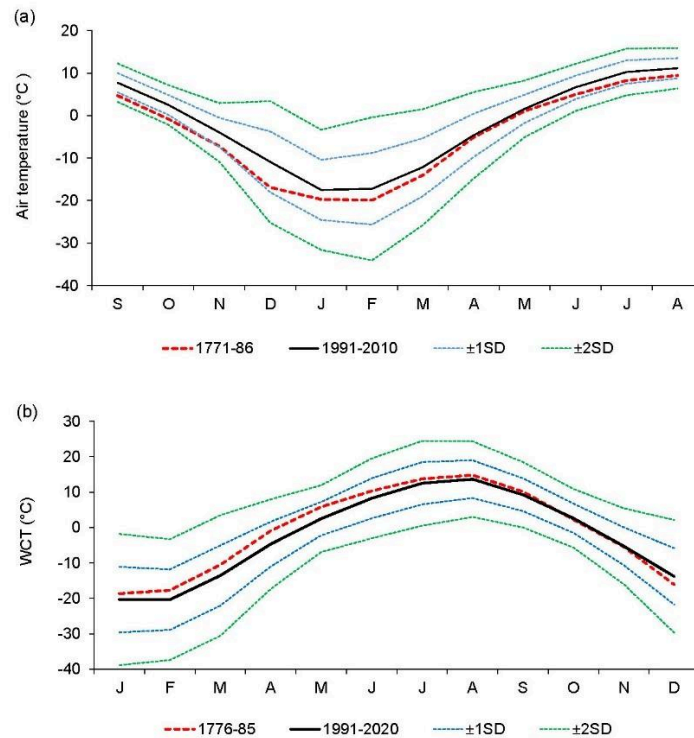 (a)
20
10
0
-10
-20
-30
-40
Air temperature (°C)
S O N D J F M A M J J A
1771-86 1991-2010 ±1SD ±2SD
(b)
30
20
10
0
-10
-20
-30
-40
WCT (°C)
J F M A M J J A S O N D
1776-85 1991-2020 ±1SD ±2SD